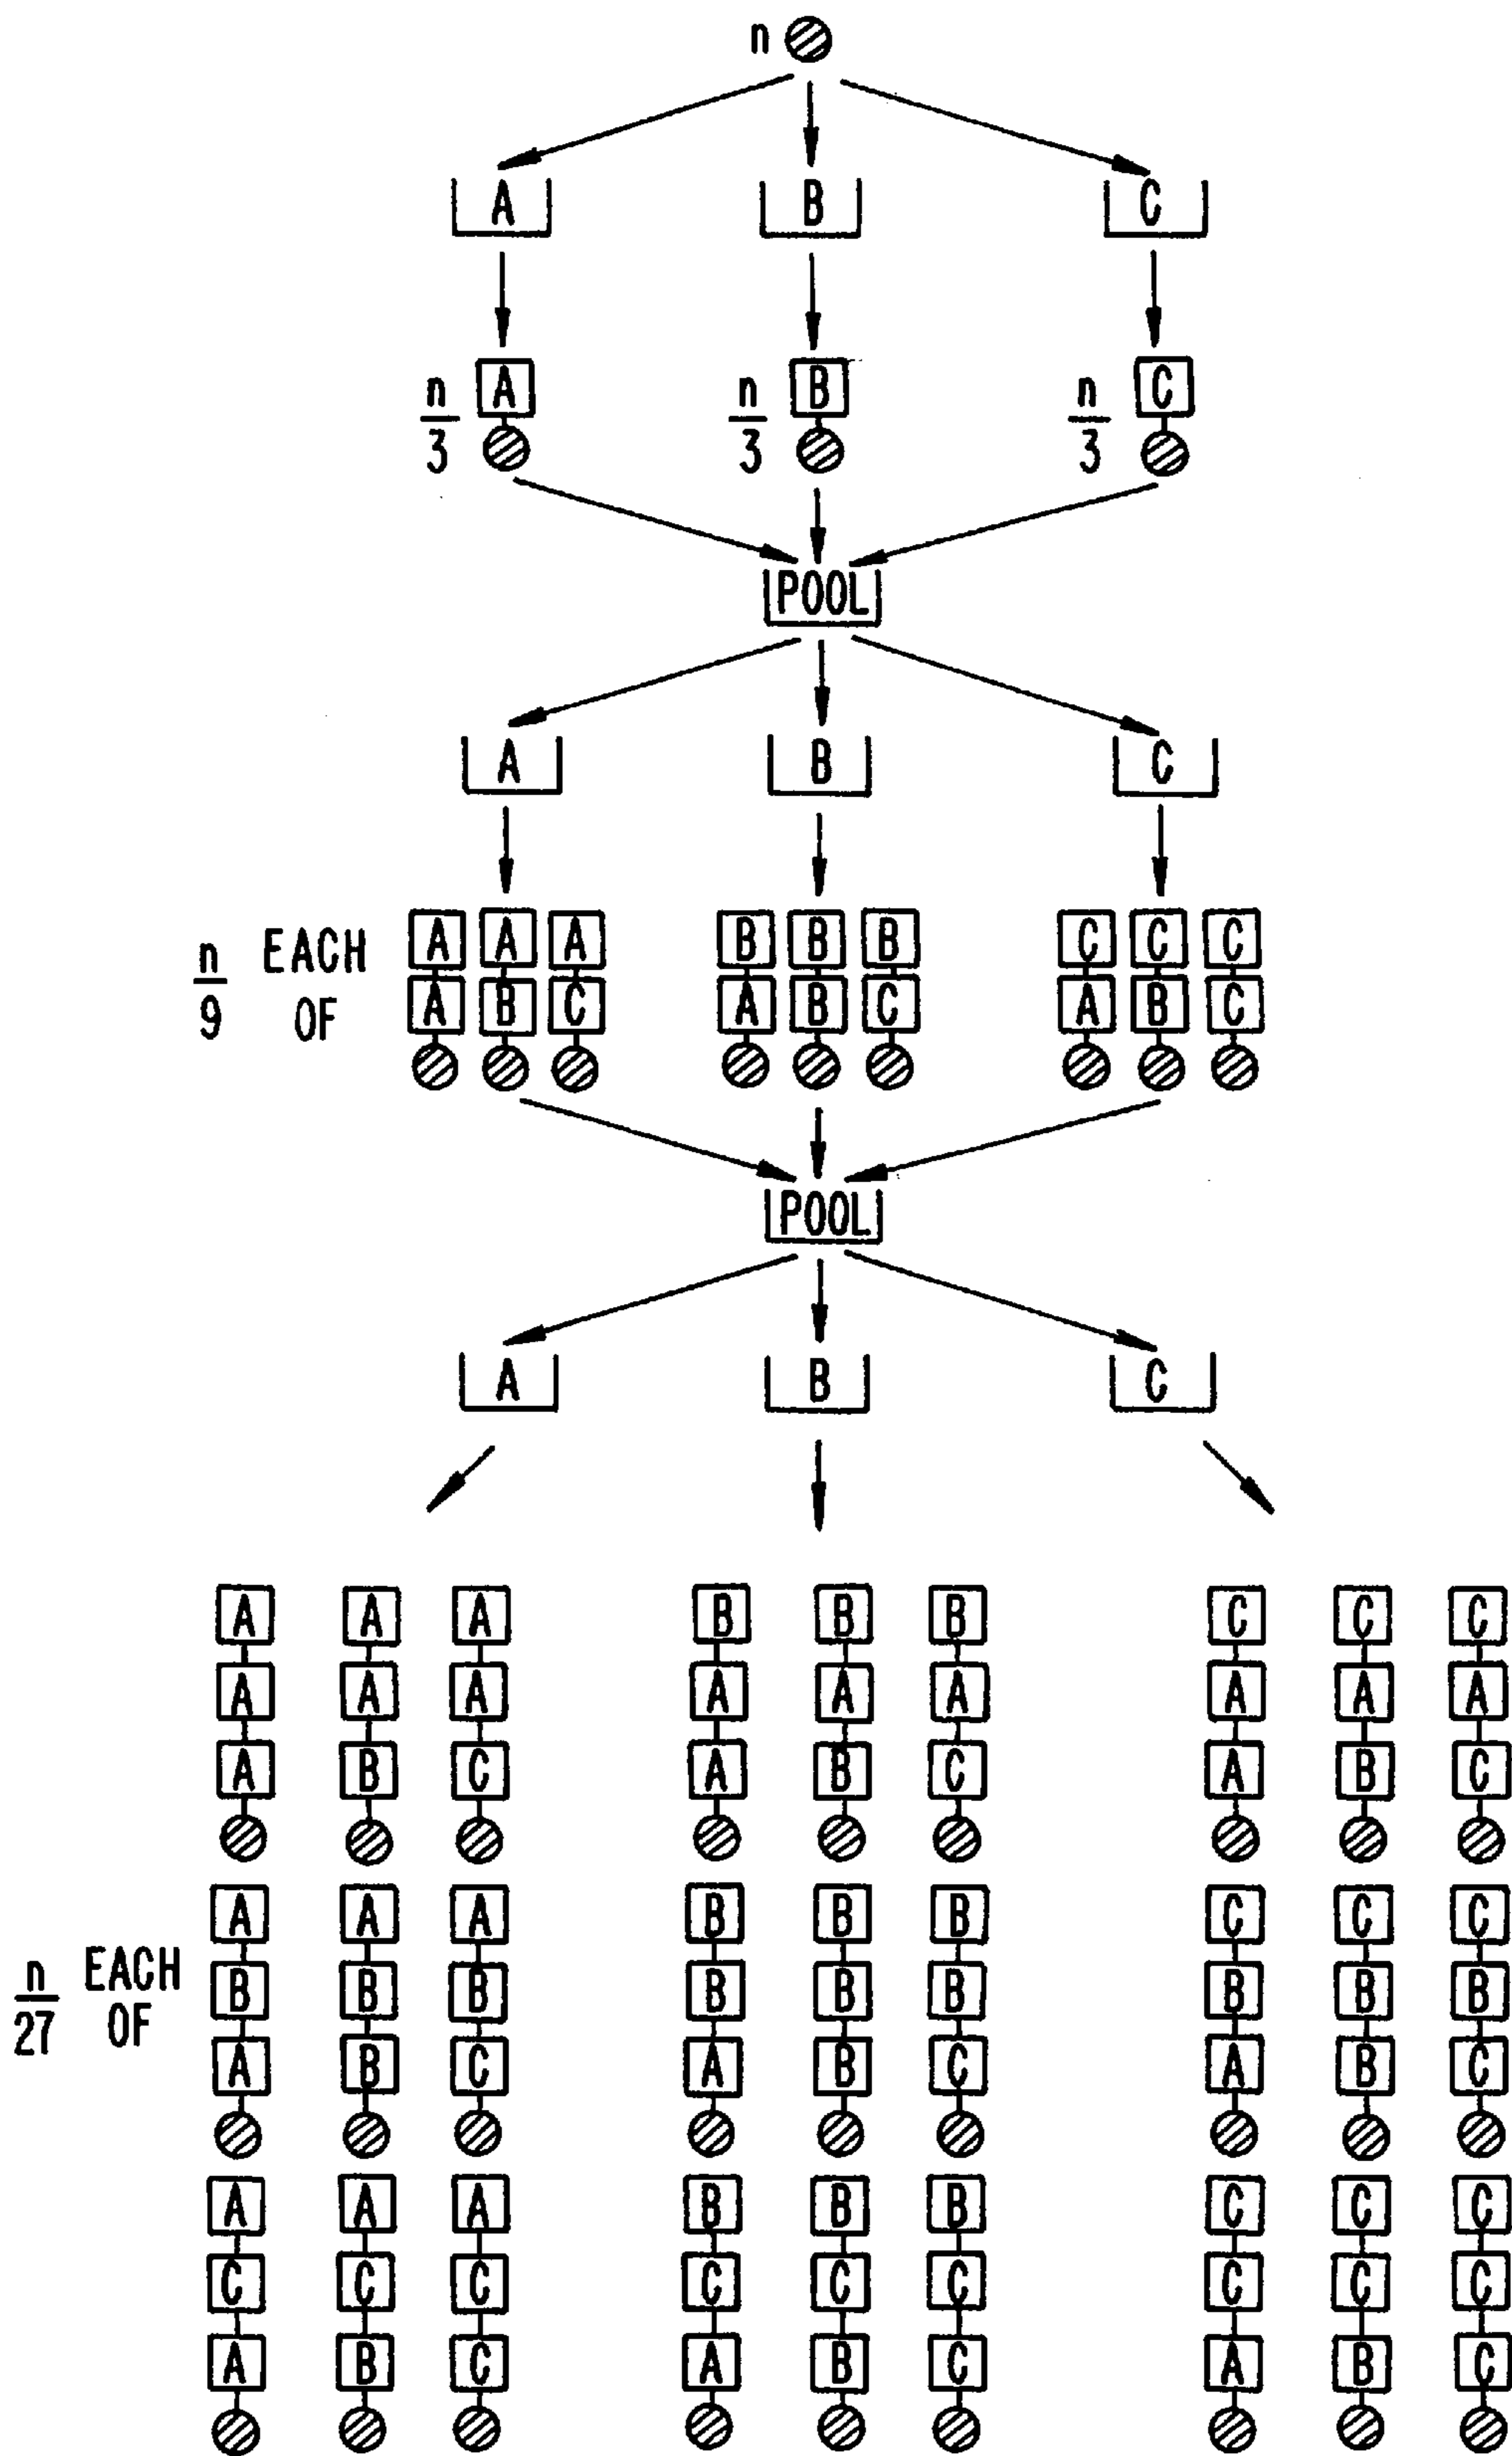 n
A B C
n/3 A n/3 B n/3 C
POOL
A B C
n/9 EACH OF
A A A B B B C C C
A B C A B C A B C
POOL
A B C
A A A B B B C C C
A A A A A A A A A
A B C A B C A B C
n/27 EACH OF
A A A B B B C C C
B B B B B B B B B
A B C A B C A B C
A A A B B B C C C
C C C C C C C C C
A B C A B C A B C